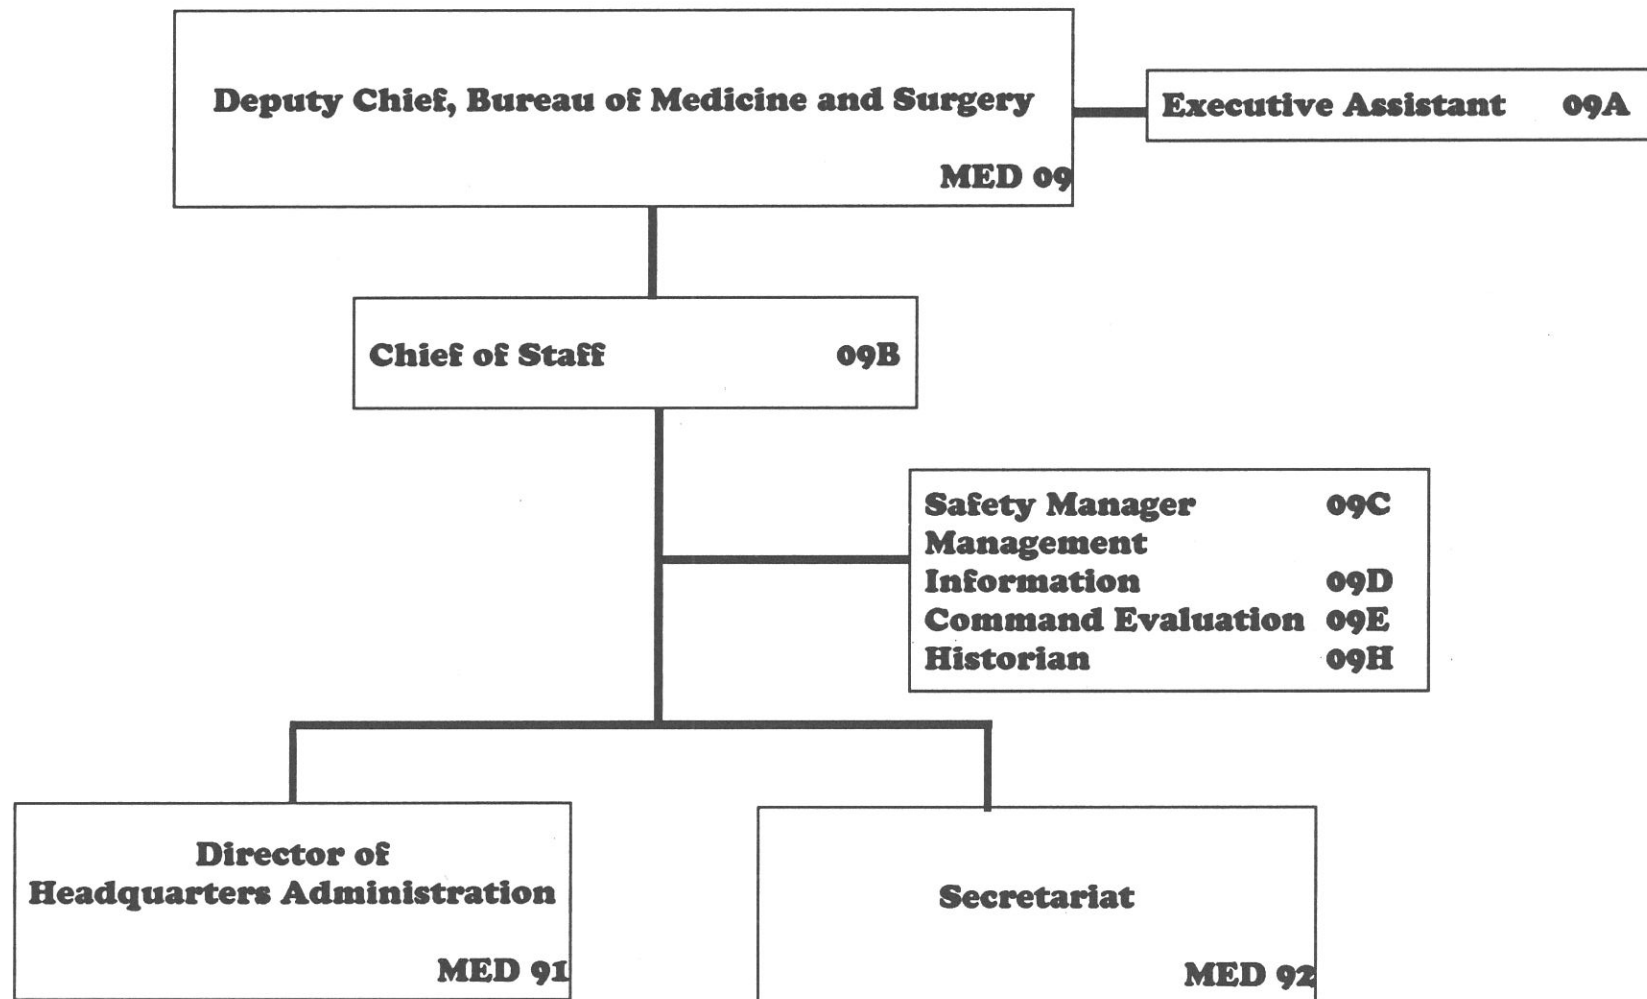 Deputy Chief, Bureau of Medicine and Surgery
MED 09
Executive Assistant 09A
Chief of Staff 09B
Safety Manager 09C
Management
Information 09D
Command Evaluation 09E
Historian 09H
Director of
Headquarters Administration
MED 91
Secretariat
MED 92